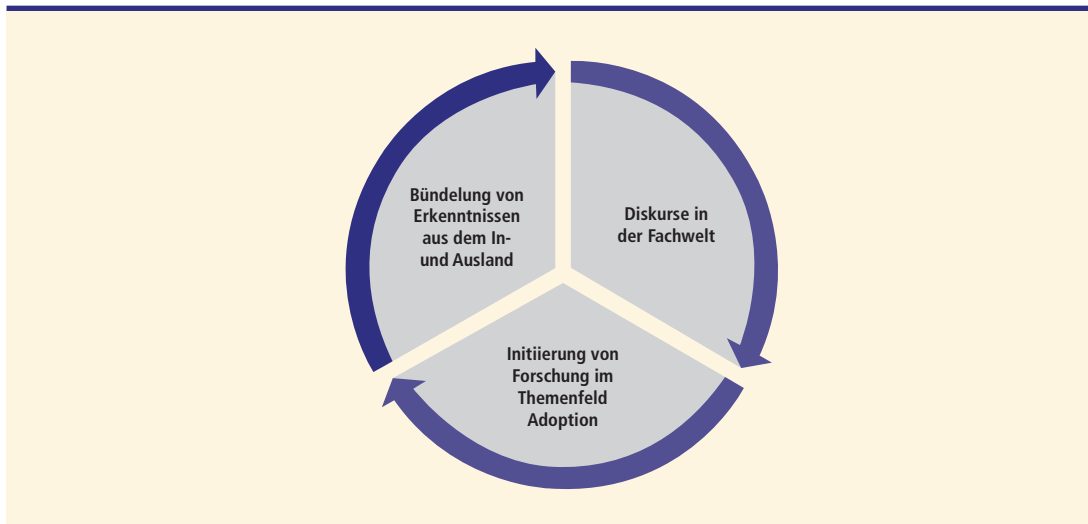 Bündelung von
Erkenntnissen
aus dem In-
und Ausland
Diskurse in
der Fachwelt
Initiierung von
Forschung im
Themenfeld
Adoption